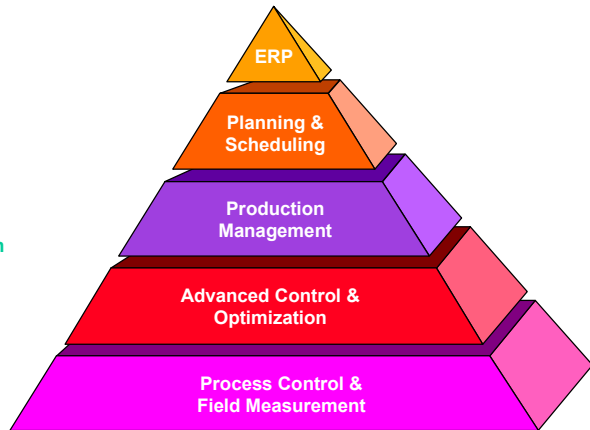 ERP
Planning &
Scheduling
Production
Management
Advanced Control &
Optimization
Process Control &
Field Measurement